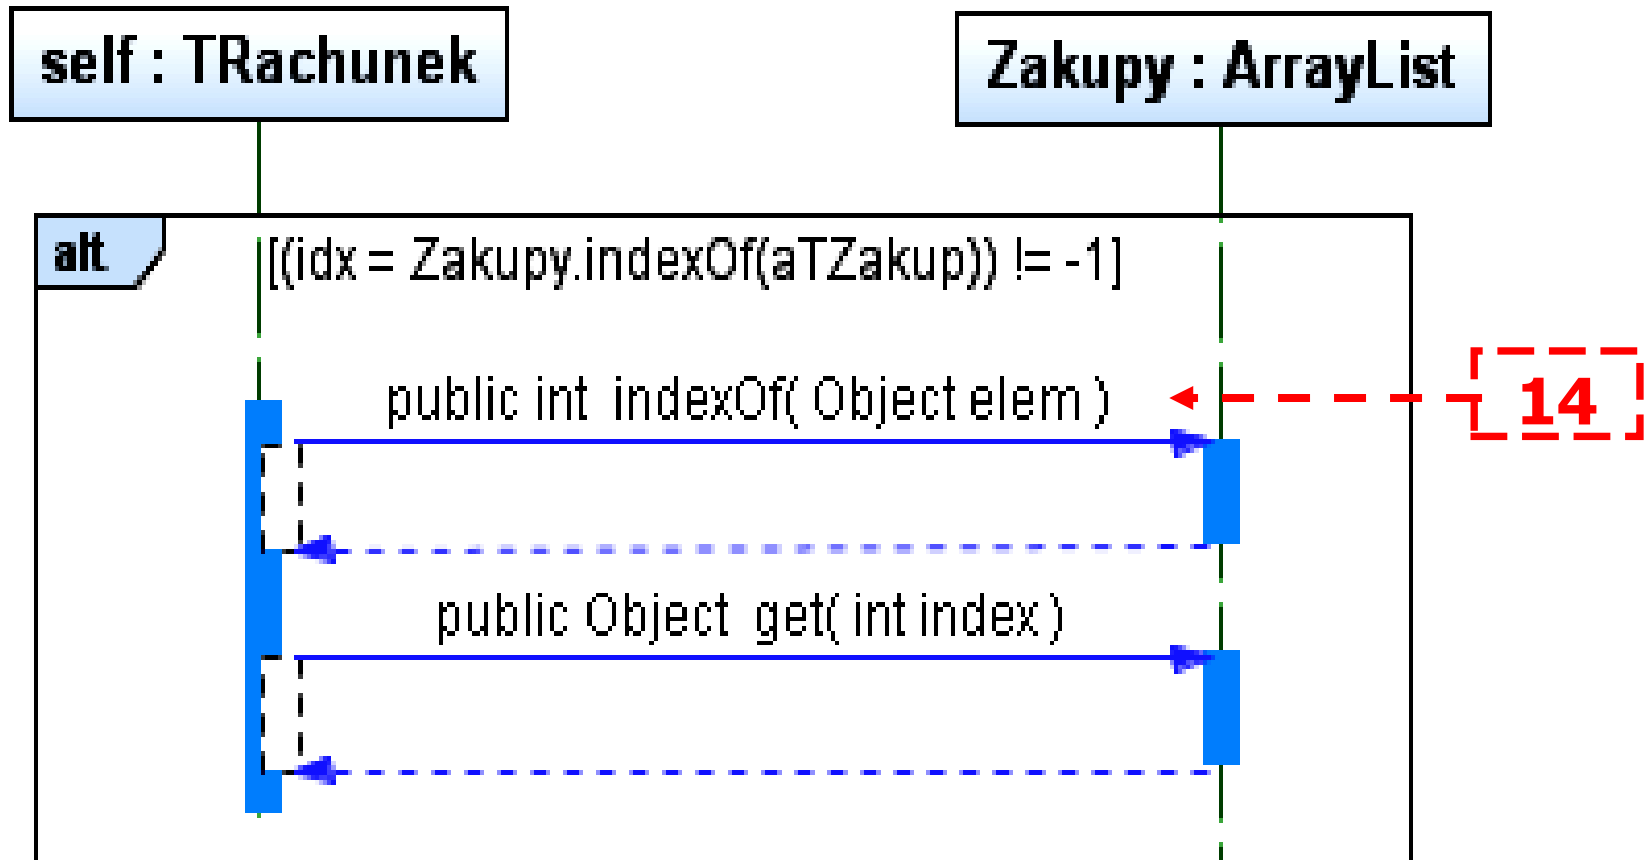 self : TRachunek
Zakupy : ArrayList
alt
[(idx = Zakupy.indexOf(aTZakup)) != -1]
public int indexOf( Object elem )
14
public Object get( int index )